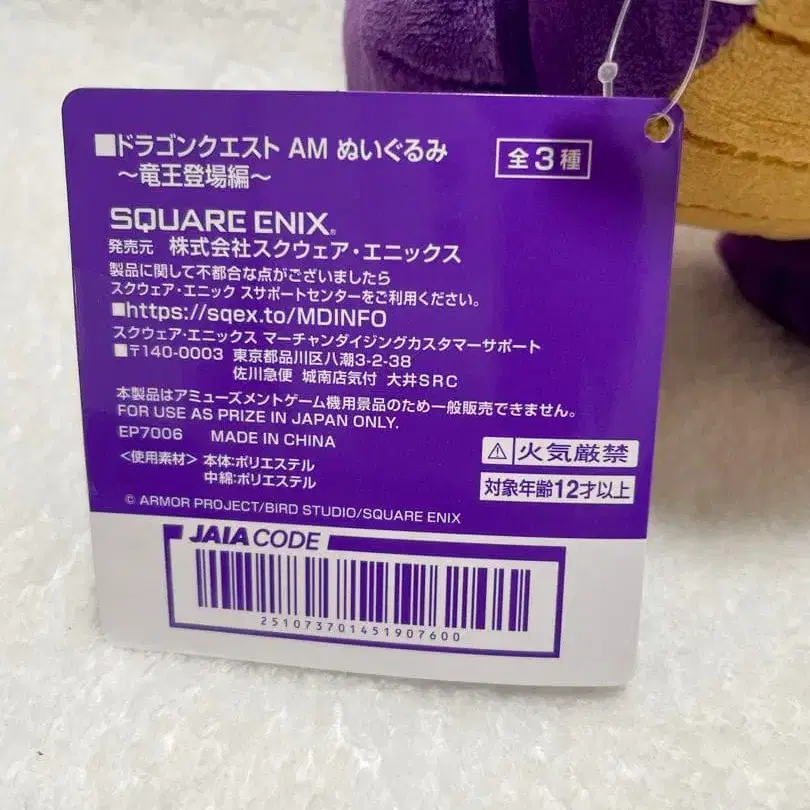 ■ドラゴンクエスト AM ぬいぐるみ
～竜王登場編～
全3種
SQUARE ENIX®
発売元 株式会社スクウェア・エニックス
製品に関して不都合な点がございましたら
スクウェア・エニック スサポートセンターをご利用ください。
■https://sqex.to/MDINFO
スクウェア・エニックス マーチャンダイジングカスタマーサポート
■〒140-0003 東京都品川区八潮3-2-38
佐川急便 城南店気付 大井SRC
本製品はアミューズメントゲーム機用景品のため一般販売できません。
FOR USE AS PRIZE IN JAPAN ONLY.
EP7006 MADE IN CHINA
<使用素材> 本体:ポリエステル
中綿:ポリエステル
⚠火気厳禁
対象年齢12才以上
© ARMOR PROJECT/BIRD STUDIO/SQUARE ENIX
JAIA CODE
251073701451907600